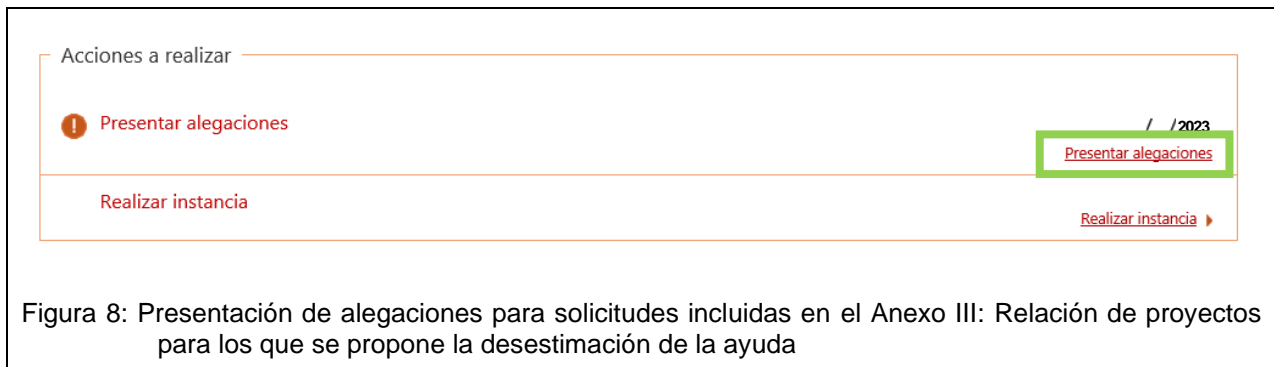 Acciones a realizar
! Presentar alegaciones
/ /2023
Presentar alegaciones
Realizar instancia
Realizar instancia
Figura 8: Presentación de alegaciones para solicitudes incluidas en el Anexo III: Relación de proyectos
para los que se propone la desestimación de la ayuda